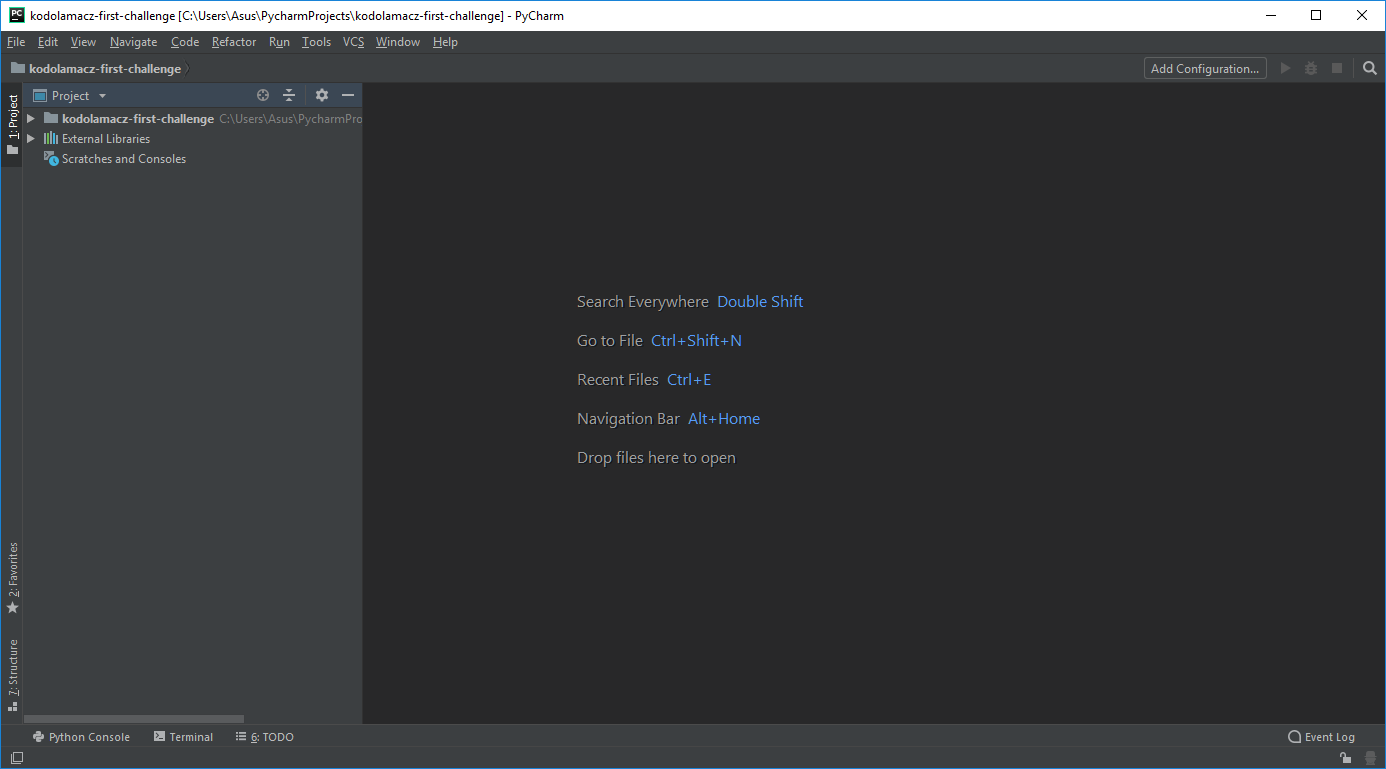 PC kodolamacz-first-challenge [C:\Users\Asus\PycharmProjects\kodolamacz-first-challenge] - PyCharm
File Edit View Navigate Code Refactor Run Tools VCS Window Help
kodolamacz-first-challenge Add Configuration...
1: Project
Project
kodolamacz-first-challenge C:\Users\Asus\PycharmPro
External Libraries
Scratches and Consoles
Search Everywhere Double Shift
Go to File Ctrl+Shift+N
Recent Files Ctrl+E
Navigation Bar Alt+Home
Drop files here to open
2: Favorites
7: Structure
Python Console Terminal 6: TODO Event Log